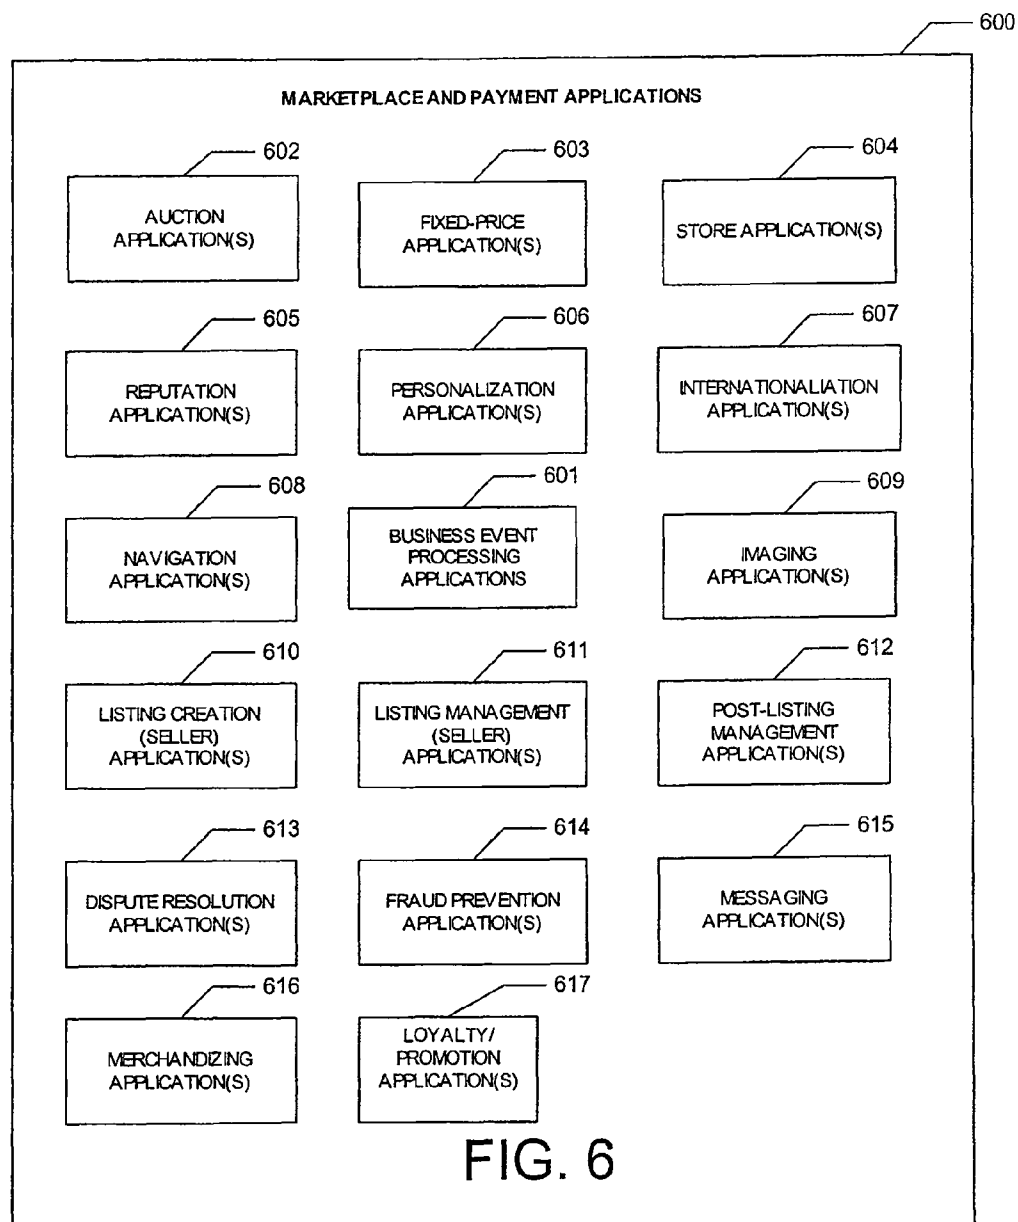 600
MARKETPLACE AND PAYMENT APPLICATIONS
602
AUCTION
APPLICATION(S)
603
FIXED-PRICE
APPLICATION(S)
604
STORE APPLICATION(S)
605
REPUTATION
APPLICATION(S)
606
PERSONALIZATION
APPLICATION(S)
607
INTERNATIONALIATION
APPLICATION(S)
608
NAVIGATION
APPLICATION(S)
601
BUSINESS EVENT
PROCESSING
APPLICATIONS
609
IMAGING
APPLICATION(S)
610
LISTING CREATION
(SELLER)
APPLICATION(S)
611
LISTING MANAGEMENT
(SELLER)
APPLICATION(S)
612
POST-LISTING
MANAGEMENT
APPLICATION(S)
613
DISPUTE RESOLUTION
APPLICATION(S)
614
FRAUD PREVENTION
APPLICATION(S)
615
MESSAGING
APPLICATION(S)
616
MERCHANDIZING
APPLICATION(S)
617
LOYALTY/
PROMOTION
APPLICATION(S)
FIG. 6